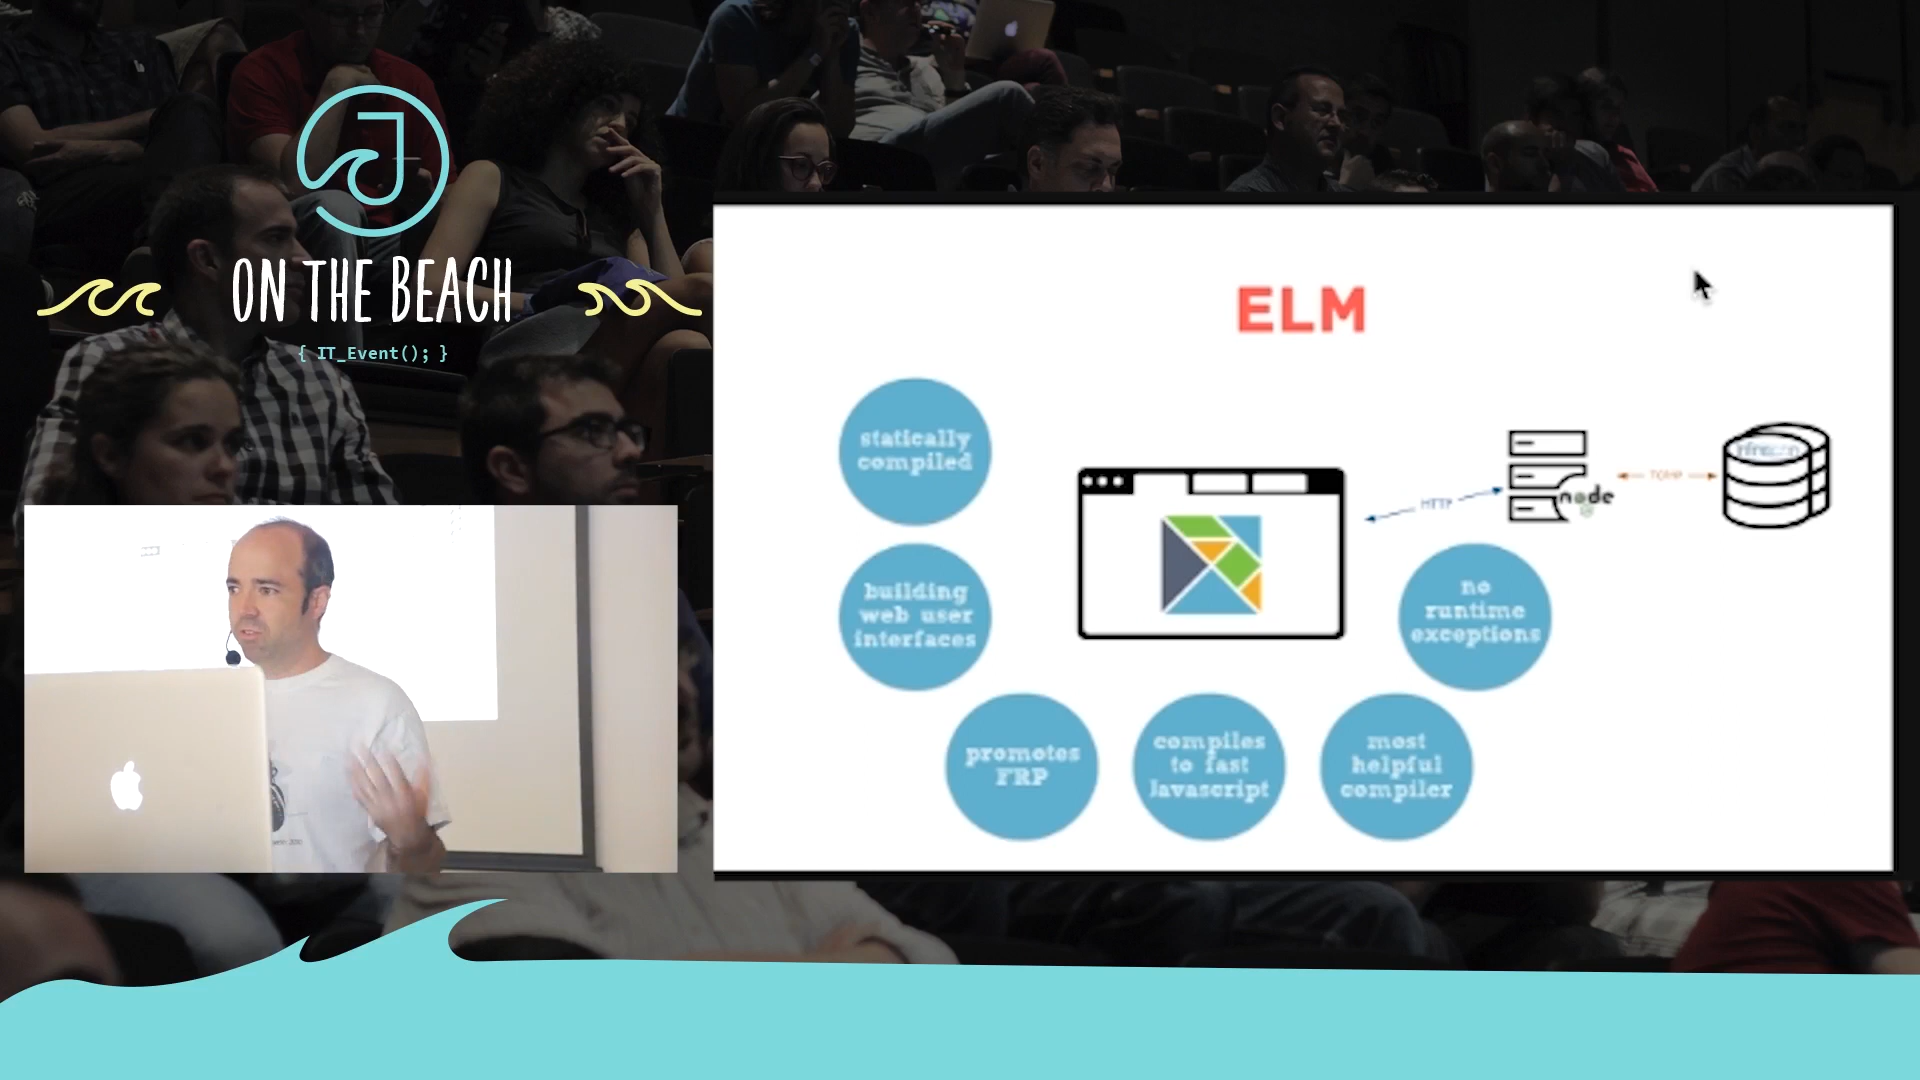 J
ON THE BEACH
{ IT_Event(); }
ELM
statically
compiled
building
web user
interfaces
promotes
FRP
compiles
to fast
Javascript
most
helpful
compiler
no
runtime
exceptions
HTTP
node